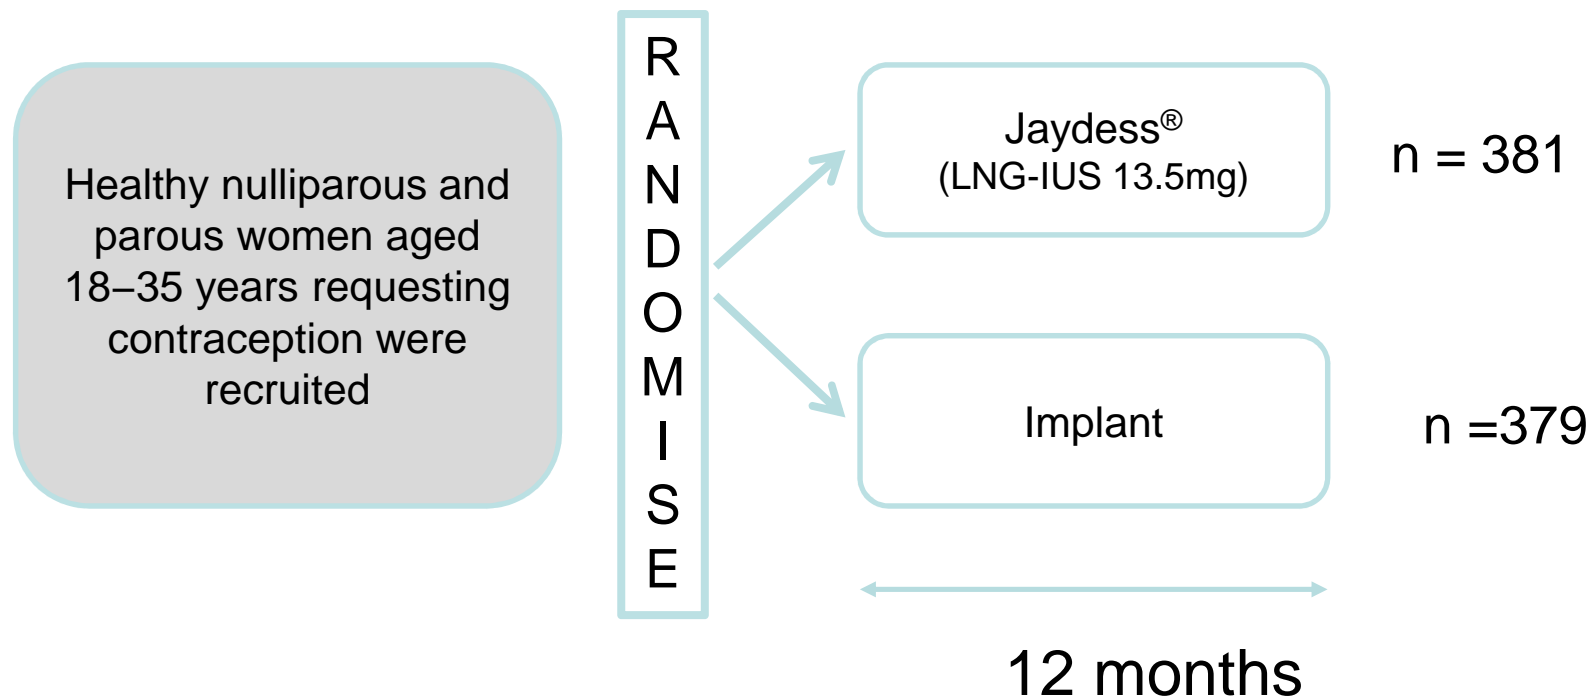 Healthy nulliparous and
parous women aged
18–35 years requesting
contraception were
recruited
R
A
N
D
O
M
I
S
E
Jaydess®
(LNG-IUS 13.5mg)
n = 381
Implant
n =379
12 months